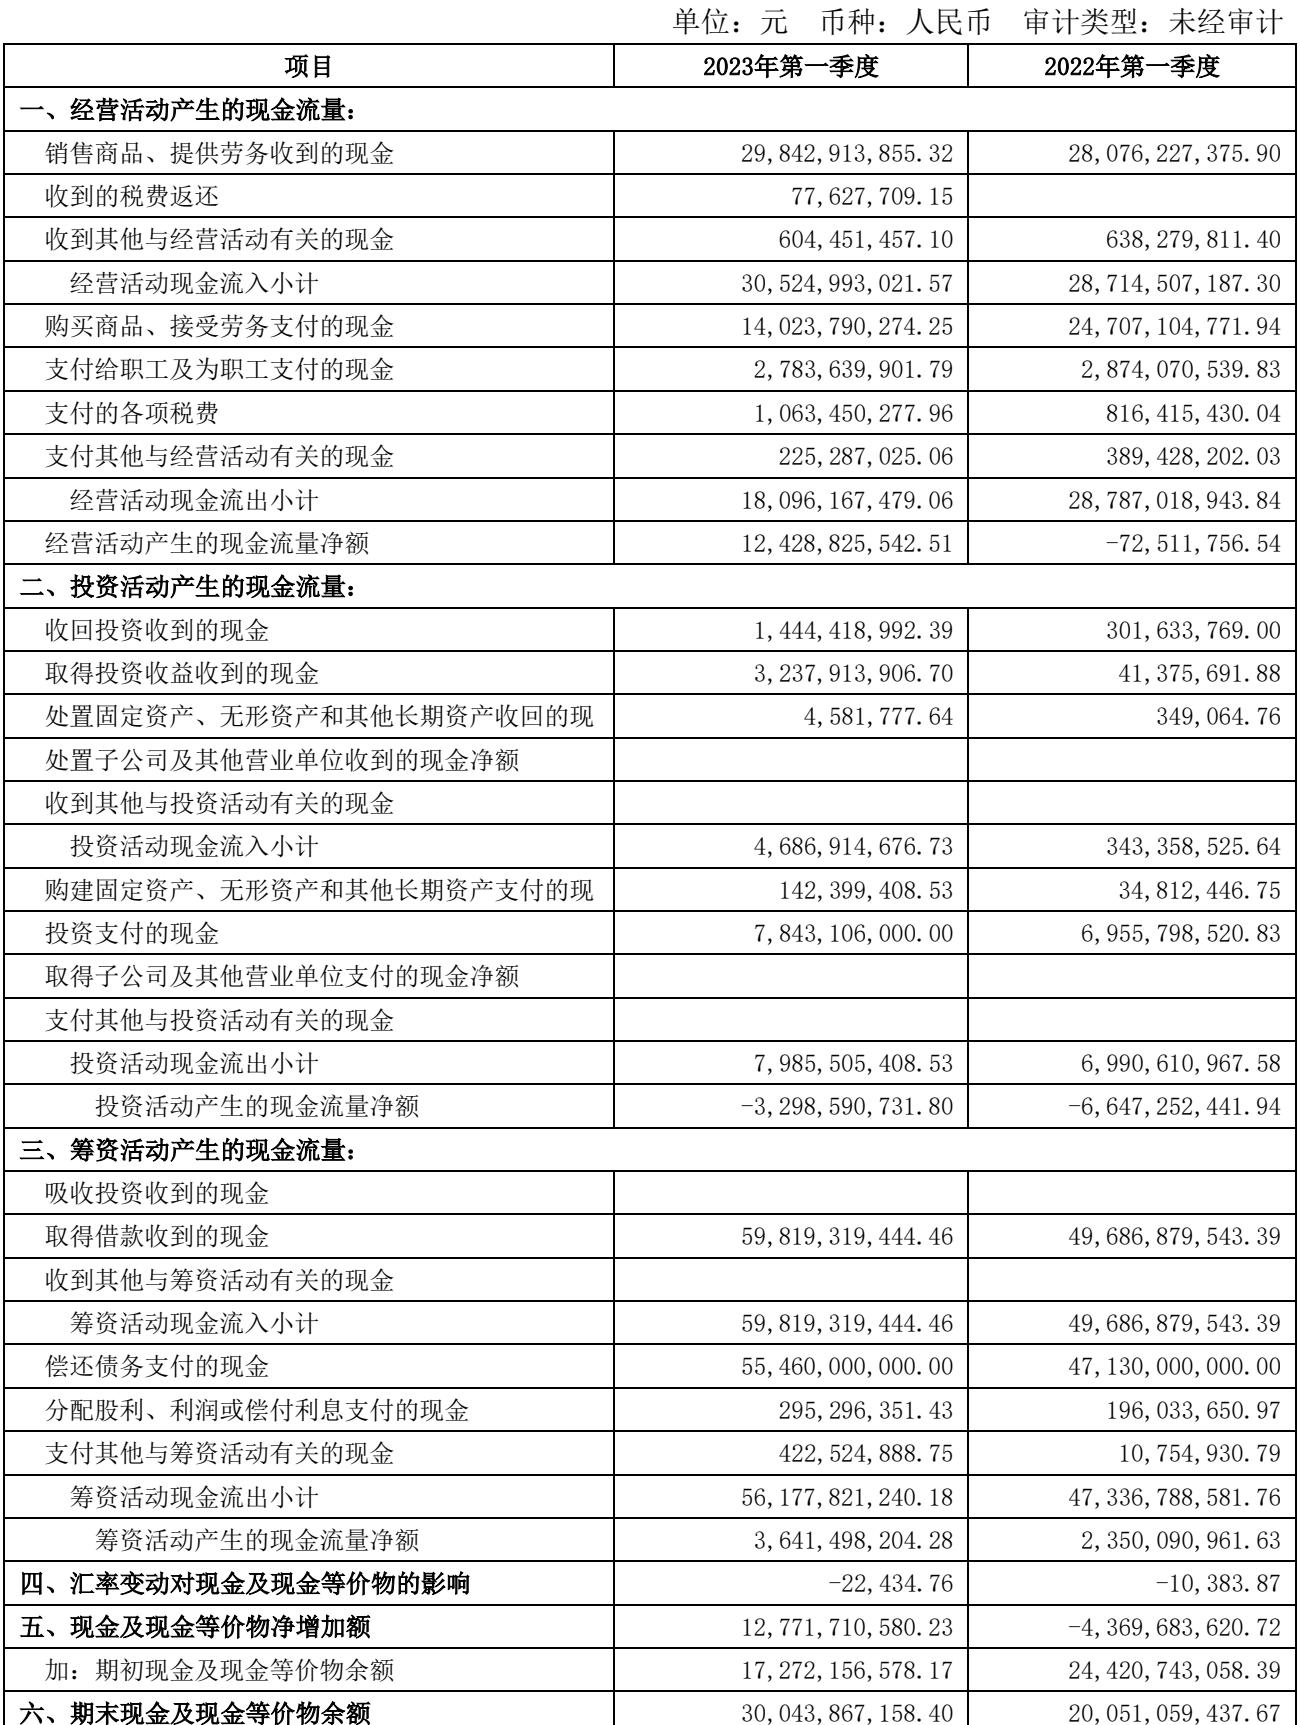 单位：元　币种：人民币　审计类型：未经审计
项目 2023年第一季度 2022年第一季度
一、经营活动产生的现金流量：
销售商品、提供劳务收到的现金 29,842,913,855.32 28,076,227,375.90
收到的税费返还 77,627,709.15
收到其他与经营活动有关的现金 604,451,457.10 638,279,811.40
经营活动现金流入小计 30,524,993,021.57 28,714,507,187.30
购买商品、接受劳务支付的现金 14,023,790,274.25 24,707,104,771.94
支付给职工及为职工支付的现金 2,783,639,901.79 2,874,070,539.83
支付的各项税费 1,063,450,277.96 816,415,430.04
支付其他与经营活动有关的现金 225,287,025.06 389,428,202.03
经营活动现金流出小计 18,096,167,479.06 28,787,018,943.84
经营活动产生的现金流量净额 12,428,825,542.51 -72,511,756.54
二、投资活动产生的现金流量：
收回投资收到的现金 1,444,418,992.39 301,633,769.00
取得投资收益收到的现金 3,237,913,906.70 41,375,691.88
处置固定资产、无形资产和其他长期资产收回的现 4,581,777.64 349,064.76
处置子公司及其他营业单位收到的现金净额
收到其他与投资活动有关的现金
投资活动现金流入小计 4,686,914,676.73 343,358,525.64
购建固定资产、无形资产和其他长期资产支付的现 142,399,408.53 34,812,446.75
投资支付的现金 7,843,106,000.00 6,955,798,520.83
取得子公司及其他营业单位支付的现金净额
支付其他与投资活动有关的现金
投资活动现金流出小计 7,985,505,408.53 6,990,610,967.58
投资活动产生的现金流量净额 -3,298,590,731.80 -6,647,252,441.94
三、筹资活动产生的现金流量：
吸收投资收到的现金
取得借款收到的现金 59,819,319,444.46 49,686,879,543.39
收到其他与筹资活动有关的现金
筹资活动现金流入小计 59,819,319,444.46 49,686,879,543.39
偿还债务支付的现金 55,460,000,000.00 47,130,000,000.00
分配股利、利润或偿付利息支付的现金 295,296,351.43 196,033,650.97
支付其他与筹资活动有关的现金 422,524,888.75 10,754,930.79
筹资活动现金流出小计 56,177,821,240.18 47,336,788,581.76
筹资活动产生的现金流量净额 3,641,498,204.28 2,350,090,961.63
四、汇率变动对现金及现金等价物的影响 -22,434.76 -10,383.87
五、现金及现金等价物净增加额 12,771,710,580.23 -4,369,683,620.72
加：期初现金及现金等价物余额 17,272,156,578.17 24,420,743,058.39
六、期末现金及现金等价物余额 30,043,867,158.40 20,051,059,437.67